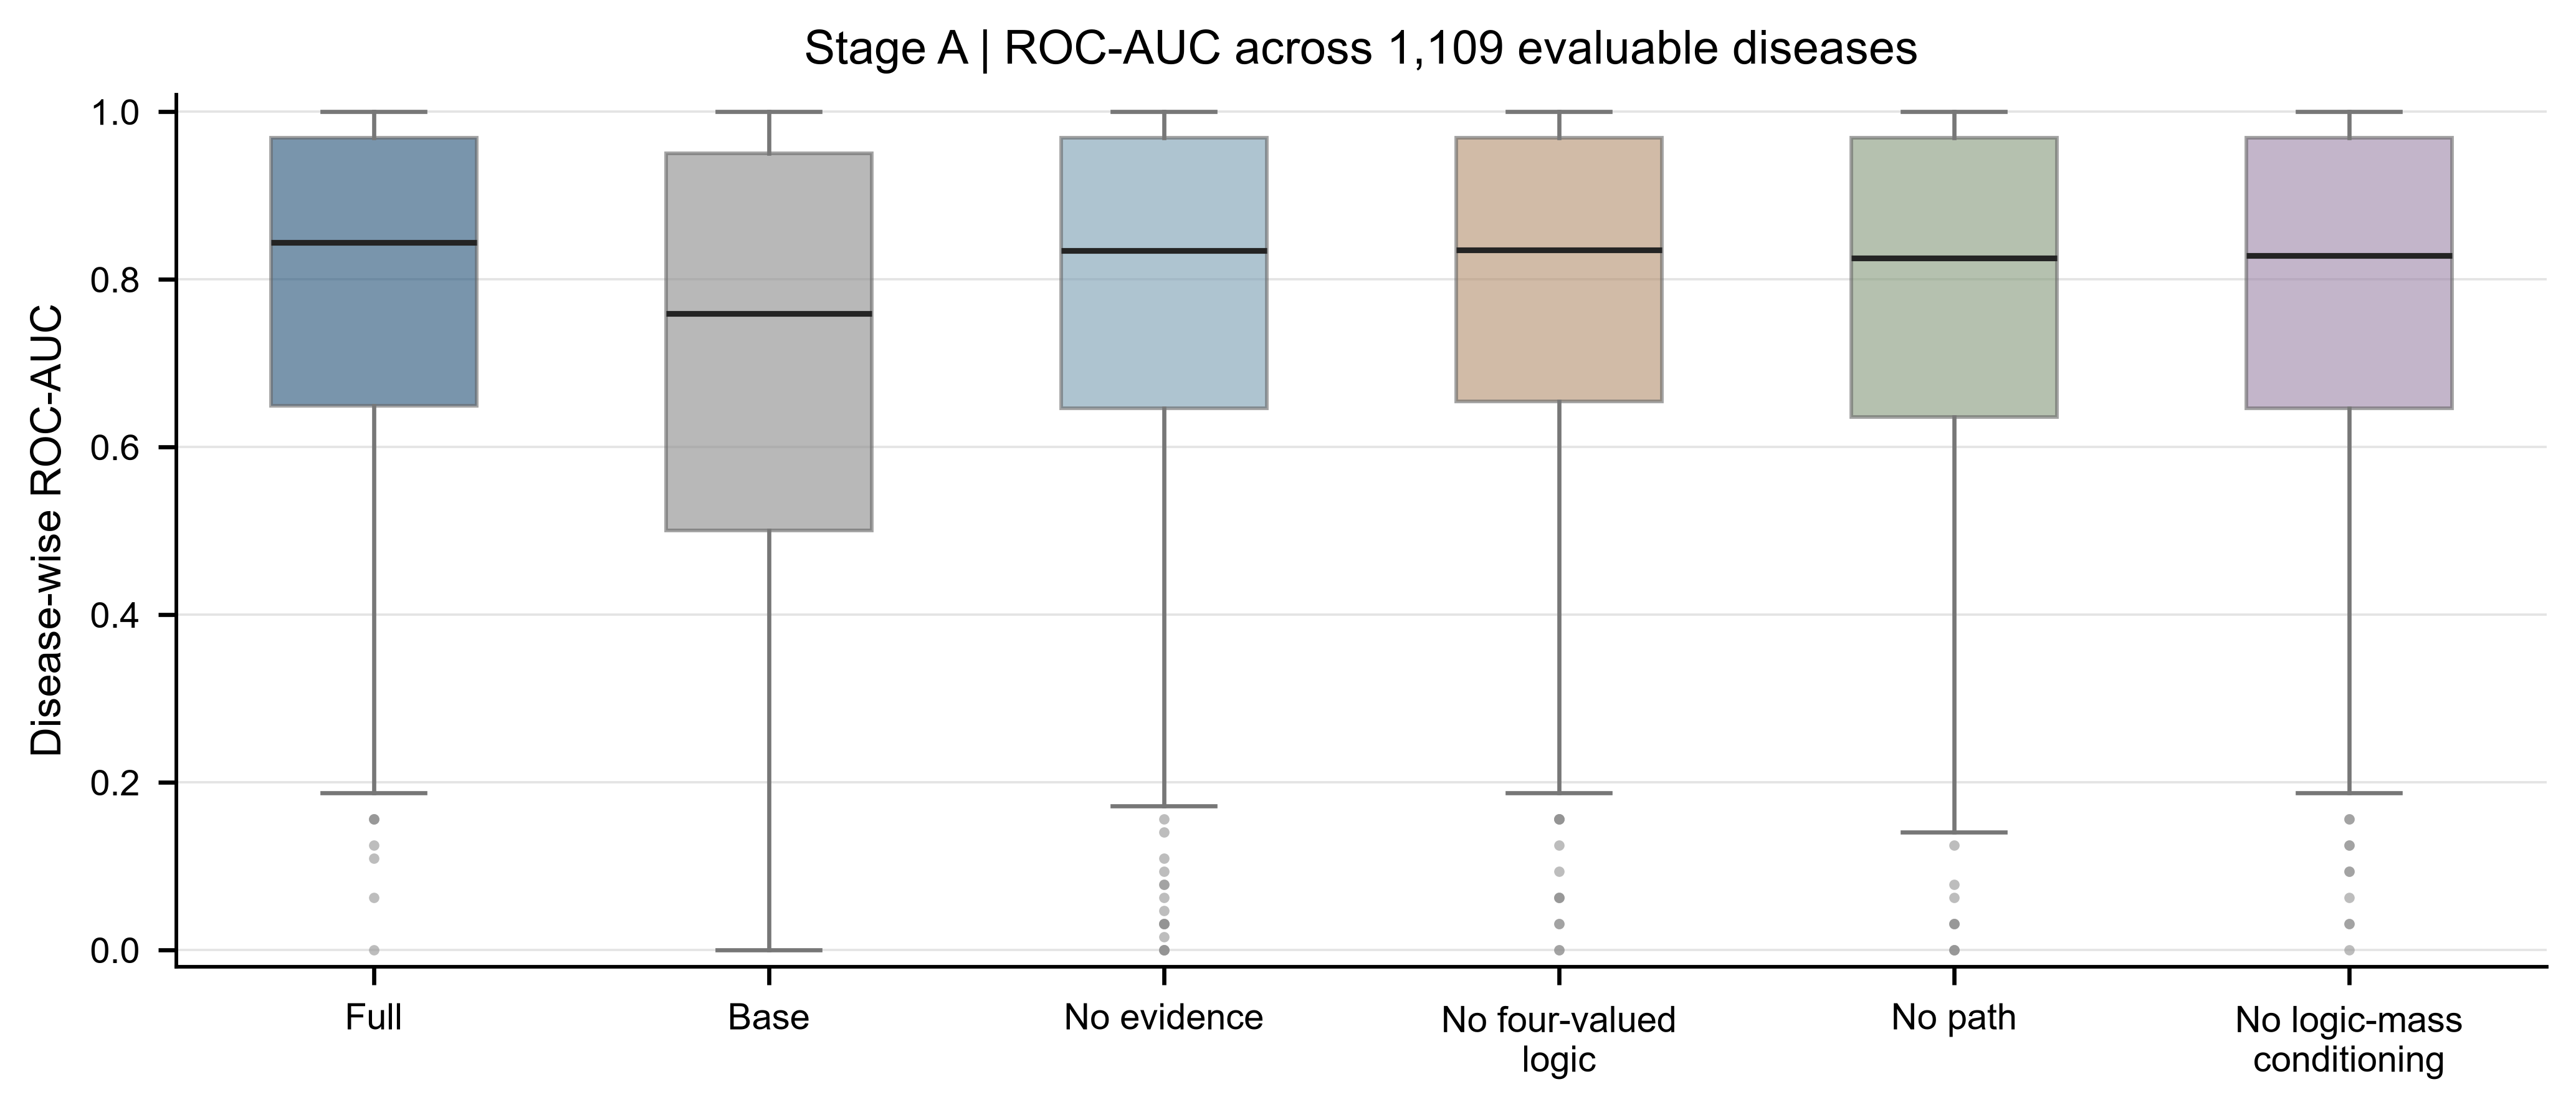 Stage A | ROC-AUC across 1,109 evaluable diseases
Disease-wise ROC-AUC
1.0
0.8
0.6
0.4
0.2
0.0
Full
Base
No evidence
No four-valued
logic
No path
No logic-mass
conditioning